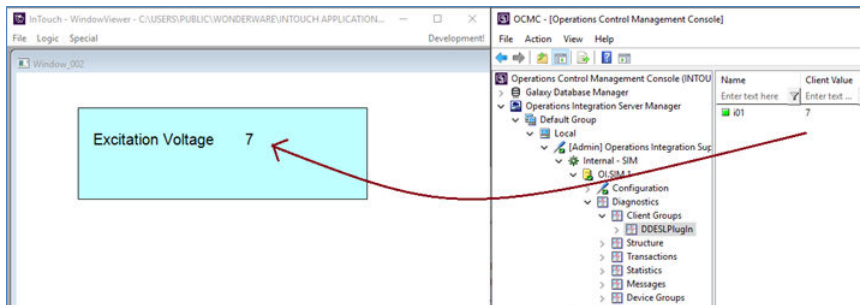 InTouch - WindowViewer - C:\USERS\PUBLIC\WONDERWARE\INTOUCH APPLICATION...
File Logic Special Development!
Window_002
Excitation Voltage 7
OCMC - [Operations Control Management Console]
File Action View Help
Operations Control Management Console (INTOU
Galaxy Database Manager
Operations Integration Server Manager
Default Group
Local
[Admin] Operations Integration Sup
Internal - SIM
OI.SIM.1
Configuration
Diagnostics
Client Groups
DDESLPlugIn
Structure
Transactions
Statistics
Messages
Device Groups
Name Client Value
Enter text here Enter text ...
i01 7